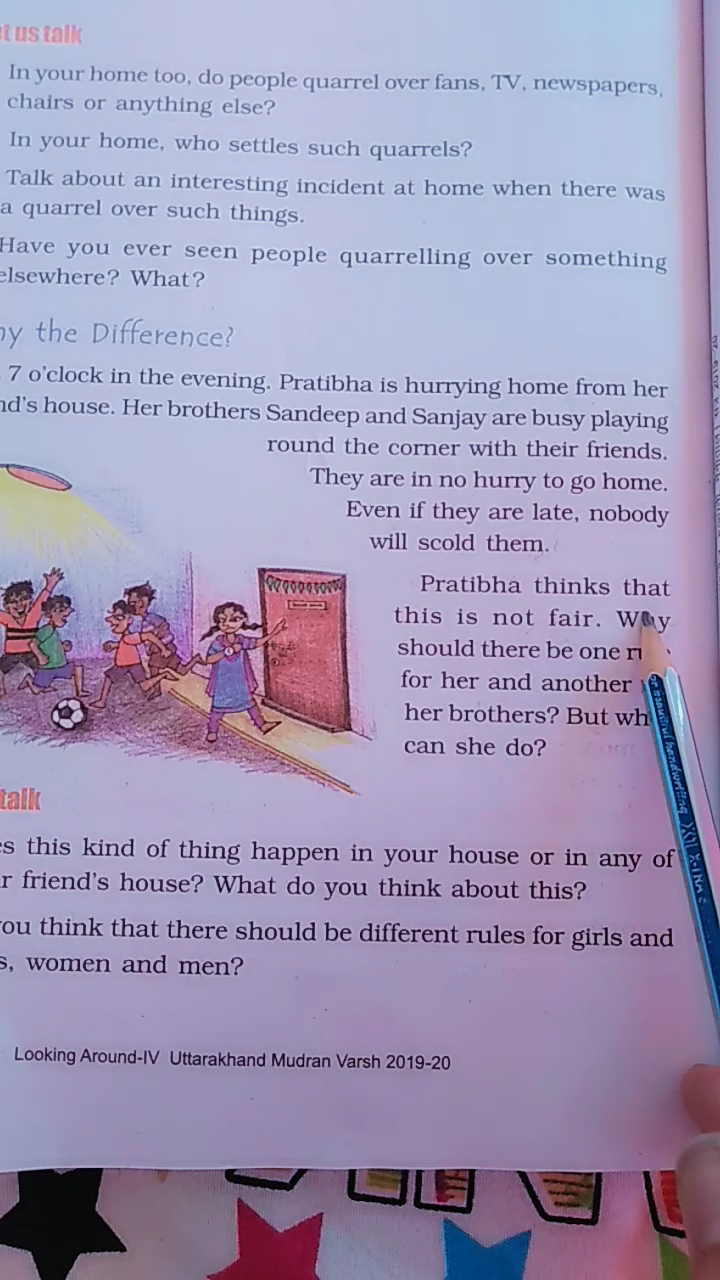 t us talk
In your home too, do people quarrel over fans, TV, newspapers,
chairs or anything else?
In your home, who settles such quarrels?
Talk about an interesting incident at home when there was
a quarrel over such things.
Have you ever seen people quarrelling over something
elsewhere? What?
hy the Difference?
7 o'clock in the evening. Pratibha is hurrying home from her
nd's house. Her brothers Sandeep and Sanjay are busy playing
round the corner with their friends.
They are in no hurry to go home.
Even if they are late, nobody
will scold them.
Pratibha thinks that
this is not fair. Why
should there be one
for her and another
her brothers? But wh
can she do?
talk
es this kind of thing happen in your house or in any of
r friend's house? What do you think about this?
you think that there should be different rules for girls and
s, women and men?
Looking Around-IV Uttarakhand Mudran Varsh 2019-20